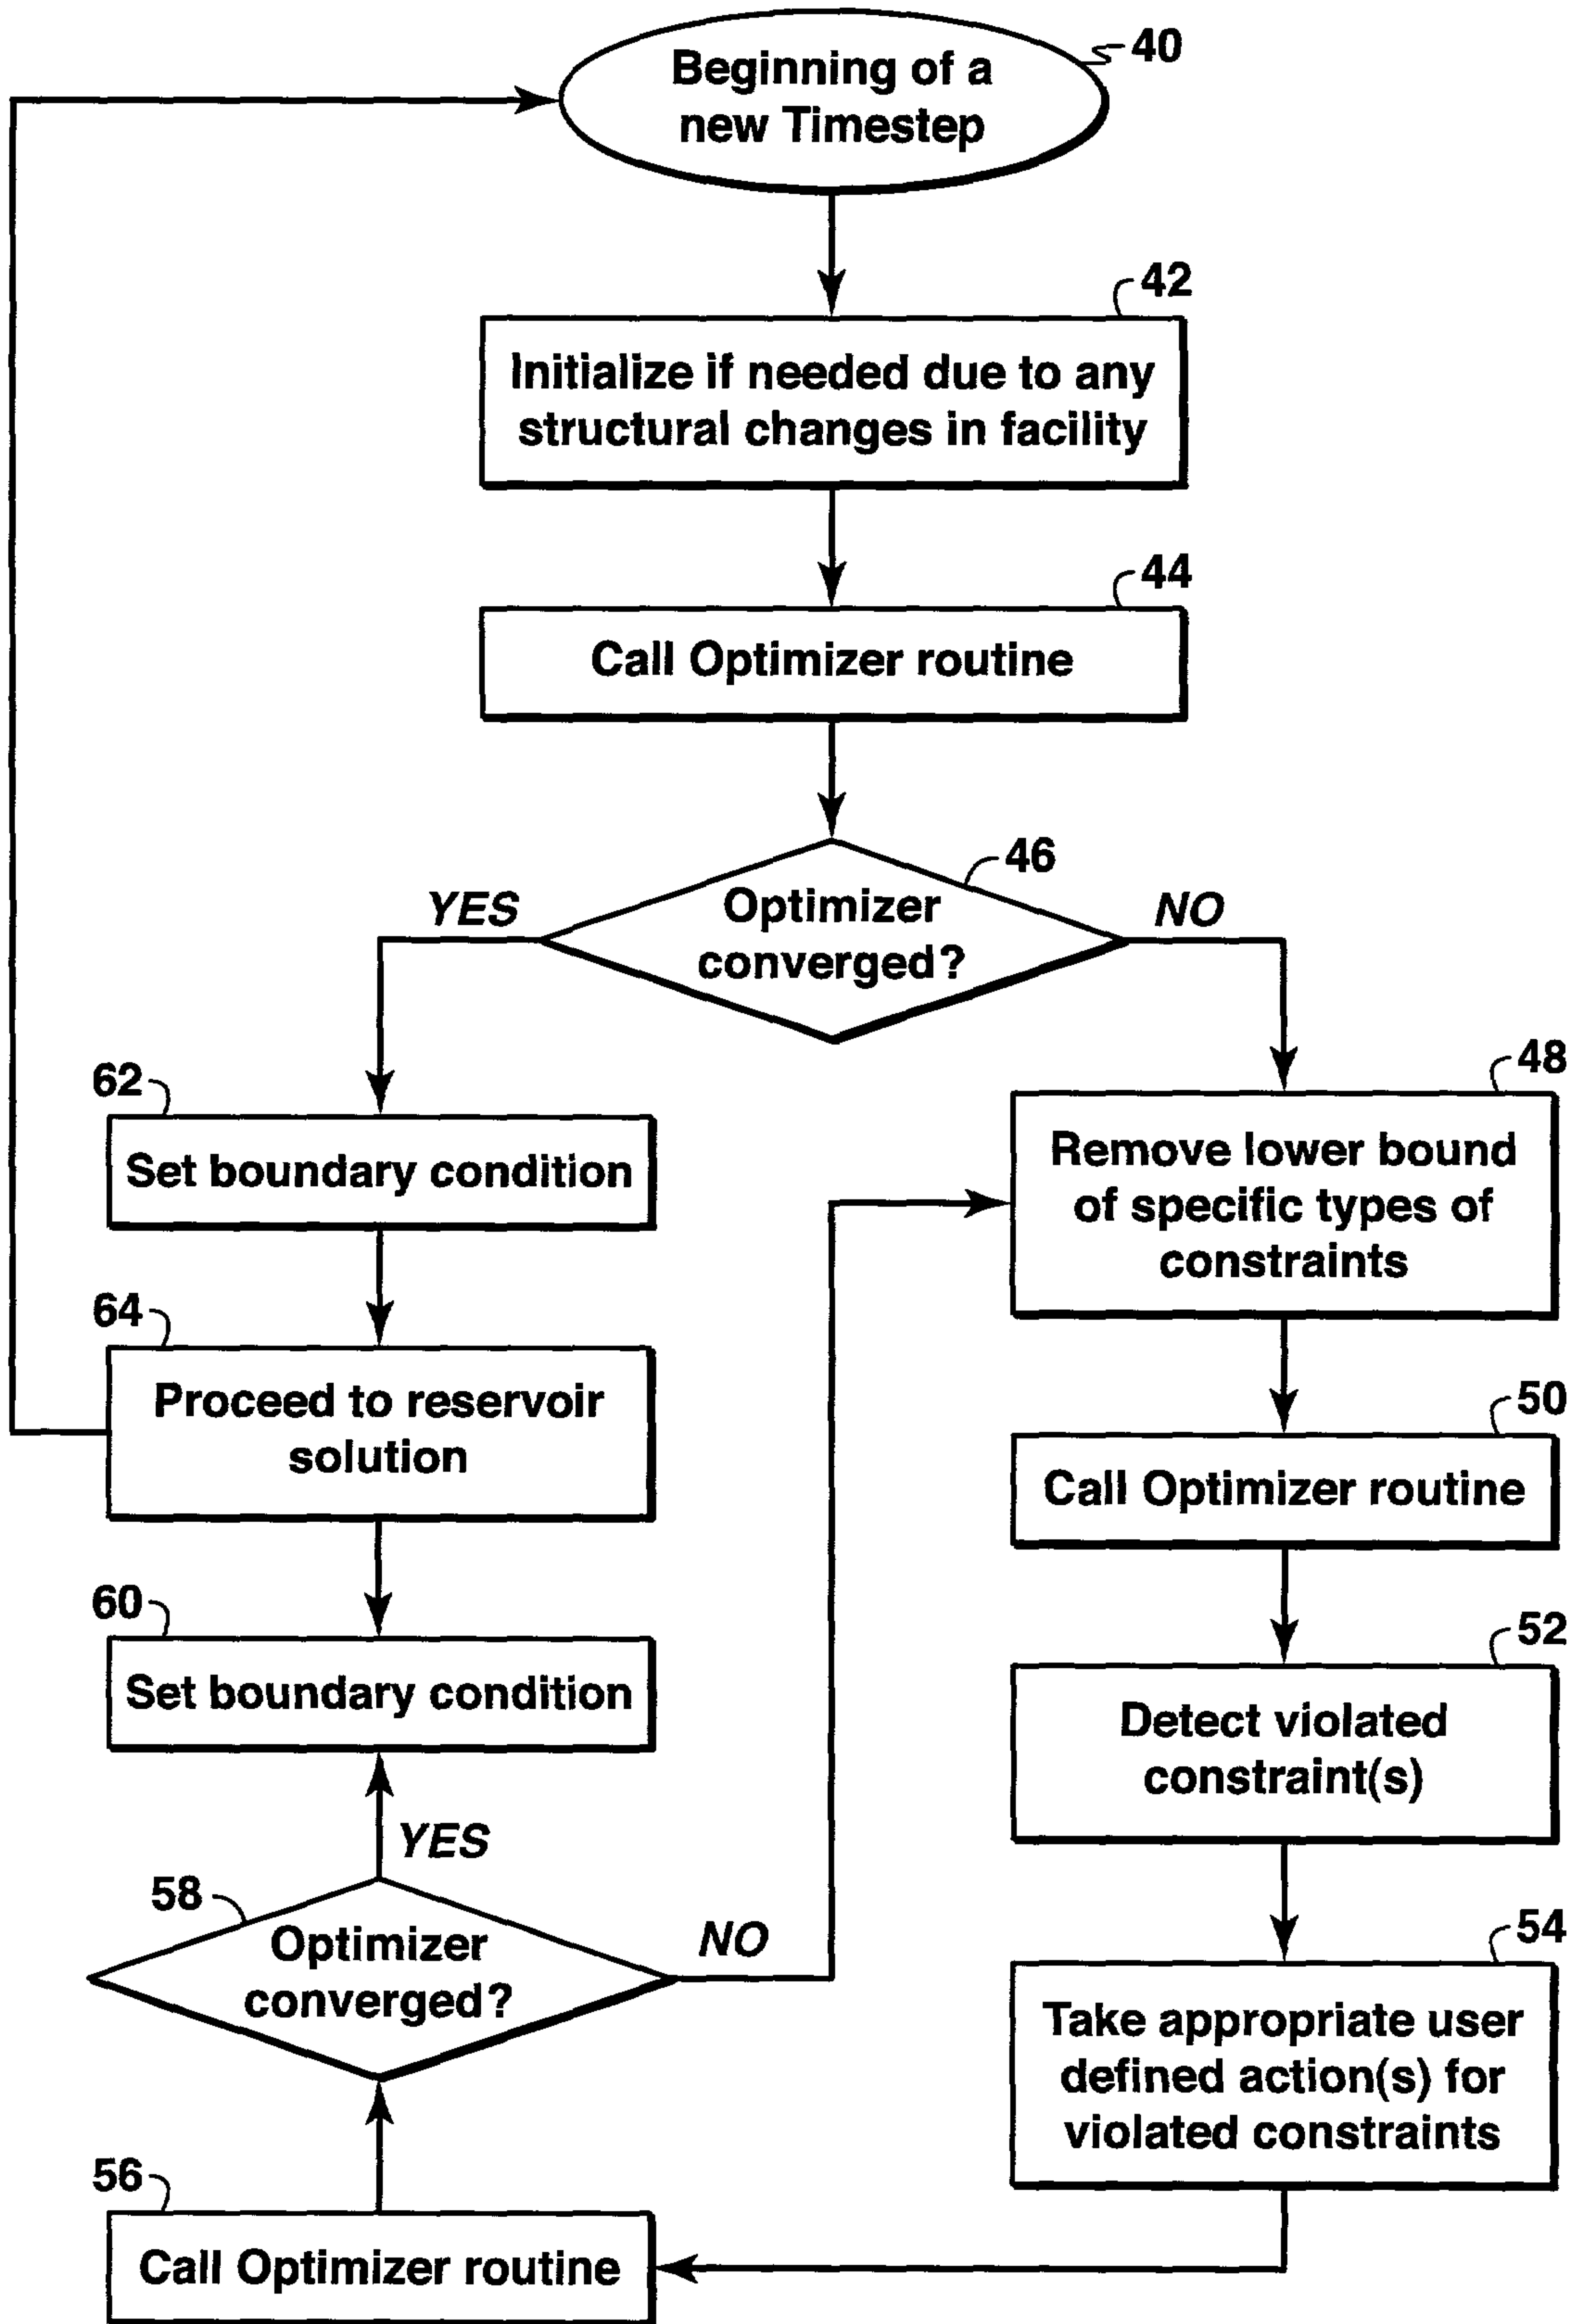 40
Beginning of a
new Timestep
42
Initialize if needed due to any
structural changes in facility
44
Call Optimizer routine
46
Optimizer
converged?
YES
NO
62
Set boundary condition
64
Proceed to reservoir
solution
60
Set boundary condition
YES
58
Optimizer
converged?
NO
56
Call Optimizer routine
48
Remove lower bound
of specific types of
constraints
50
Call Optimizer routine
52
Detect violated
constraint(s)
54
Take appropriate user
defined action(s) for
violated constraints